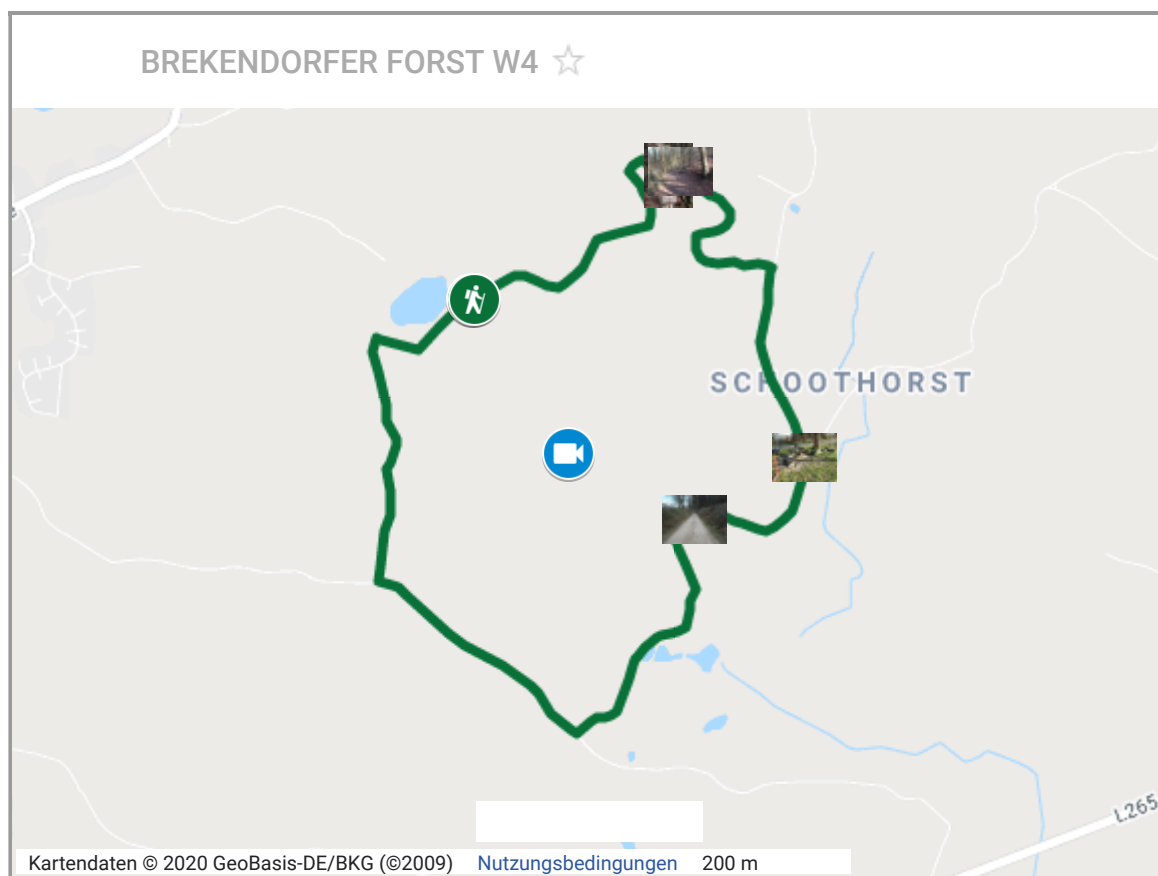 BREKENDORFER FORST W4
SCHOOTHORST
L265
Kartendaten © 2020 GeoBasis-DE/BKG (©2009) Nutzungsbedingungen 200 m